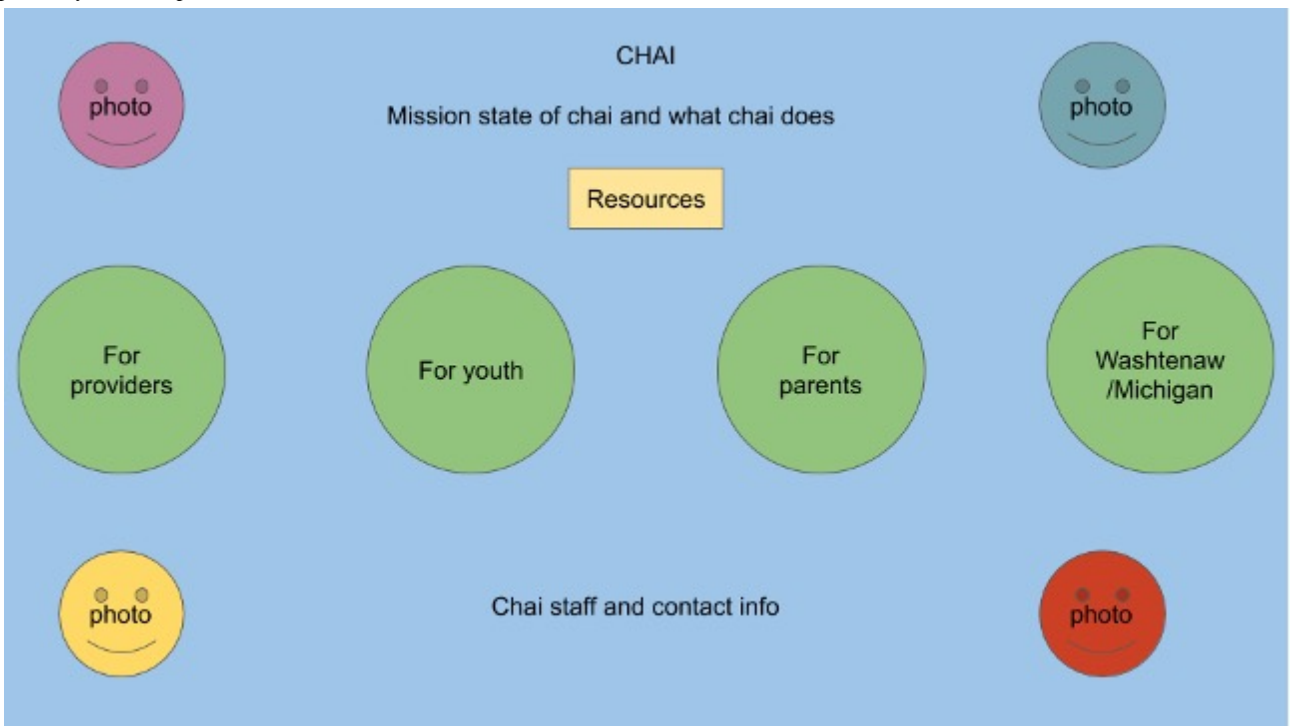 CHAI
photo
photo
Mission state of chai and what chai does
Resources
For
providers
For youth
For
parents
For
Washtenaw
/Michigan
photo
Chai staff and contact info
photo